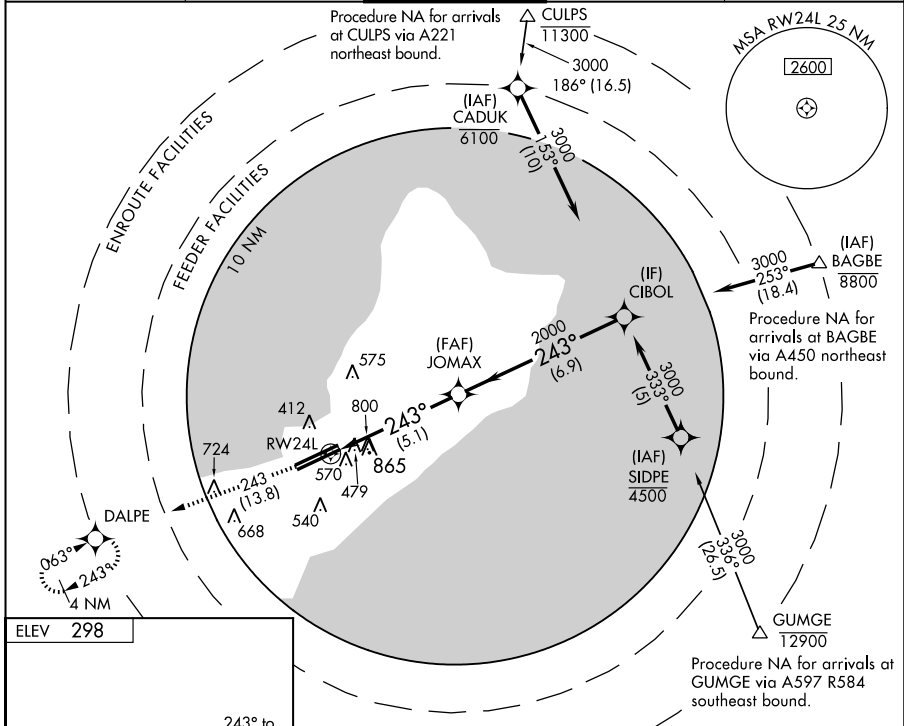 Procedure NA for arrivals
at CULPS via A221
northeast bound.
CULPS
11300
3000
186° (16.5)
MSA RW24L 25 NM
2600
(IAF)
CADUK
6100
3000
153°
(10)
ENROUTE FACILITIES
FEEDER FACILITIES
10 NM
(IF)
CIBOL
3000
253°
(18.4)
(IAF)
BAGBE
8800
Procedure NA for
arrivals at BAGBE
via A450 northeast
bound.
2000
243°
(6.9)
(FAF)
JOMAX
3000
333°
(5)
(IAF)
SIDPE
4500
575
412
800
243°
(5.1)
RW24L
724
570
479
865
243
(13.8)
540
668
DALPE
063°
243°
4 NM
3000
336°
(26.5)
GUMGE
12900
Procedure NA for arrivals at
GUMGE via A597 R584
southeast bound.
ELEV 298
243° to